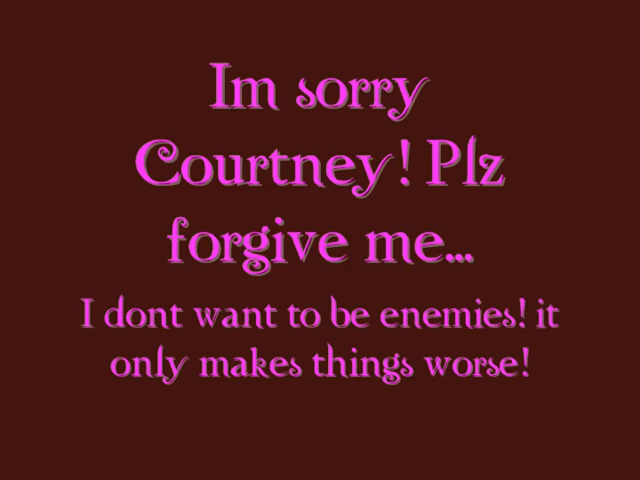 Im sorry
Courtney! Plz
forgive me...
I dont want to be enemies! it
only makes things worse!